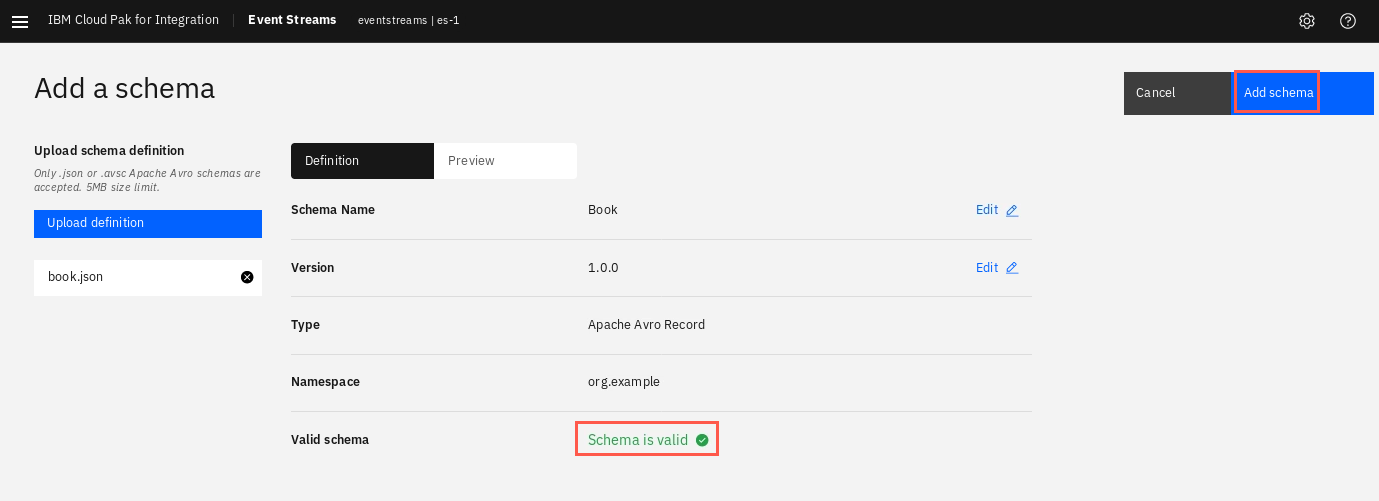 IBM Cloud Pak for Integration Event Streams eventstreams | es-1
Add a schema
Cancel Add schema
Upload schema definition
Only .json or .avsc Apache Avro schemas are
accepted. 5MB size limit.
Upload definition
book.json
Definition Preview
Schema Name Book Edit
Version 1.0.0 Edit
Type Apache Avro Record
Namespace org.example
Valid schema Schema is valid